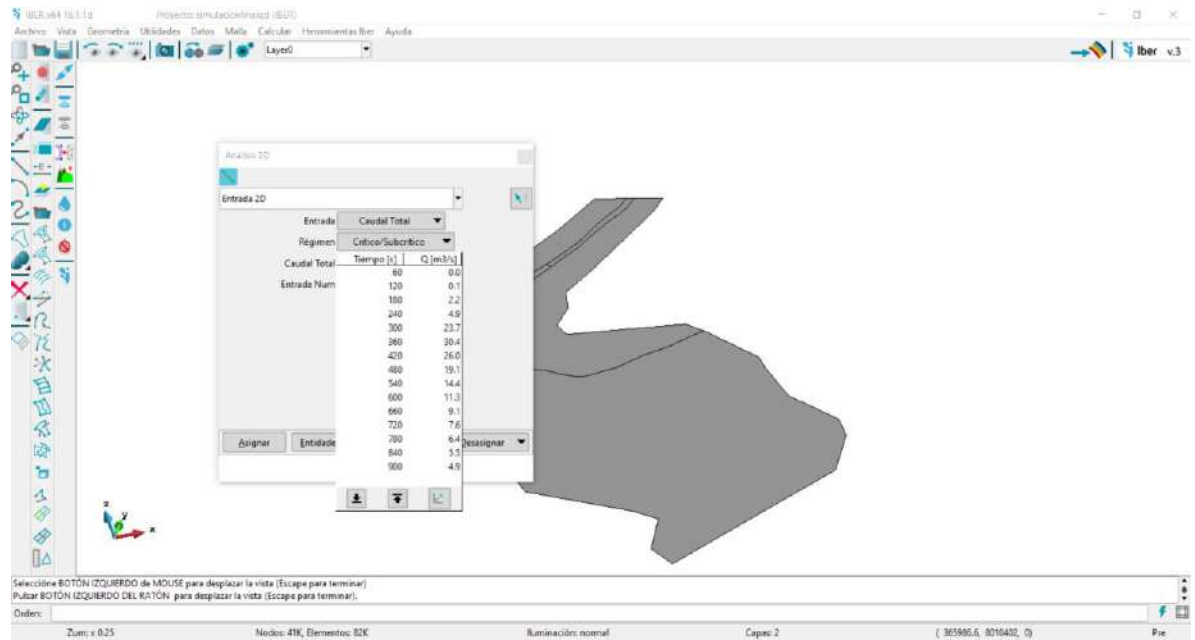 IBER x64 16.1.1d Proyecto: simulacionfinalqd (IBER)
Archivo Vista Geometría Utilidades Datos Malla Calcular Herramientas Iber Ayuda
Layer0
Iber v.3
Análisis 2D
Entrada 2D
Entrada Caudal Total
Régimen Crítico/Subcrítico
Caudal Total Tiempo [s] Q [m3/s]
60 0.0
Entrada Num 120 0.1
180 2.2
240 4.9
300 23.7
360 30.4
420 26.0
480 19.1
540 14.4
600 11.3
660 9.1
720 7.6
Asignar Entidade 780 6.4 Desasignar
840 5.5
900 4.9
z
y
x
Seleccióne BOTÓN IZQUIERDO de MOUSE para desplazar la vista (Escape para terminar)
Pulsar BOTÓN IZQUIERDO DEL RATÓN para desplazar la vista (Escape para terminar).
Orden:
Zum: x 0.25 Nodos: 41K, Elementos: 82K Iluminación: normal Capas: 2 ( 365986.6, 8010402, 0) Pre